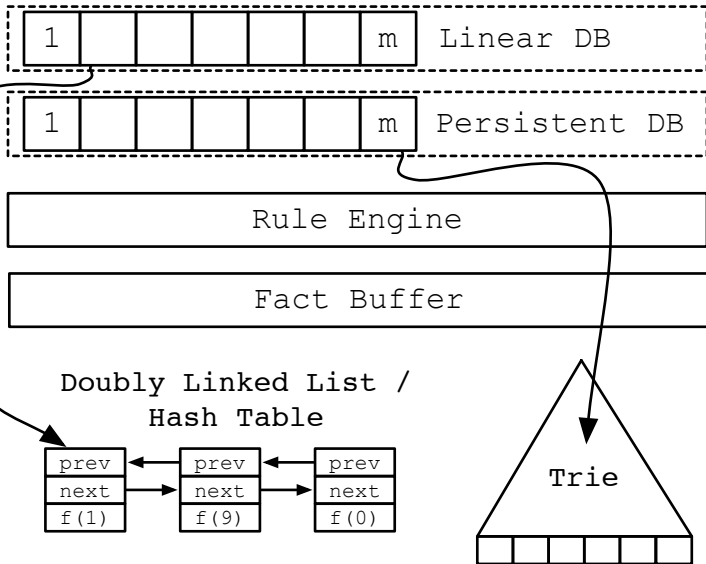 1 m Linear DB
1 m Persistent DB
Rule Engine
Fact Buffer
Doubly Linked List /
Hash Table
prev prev prev
next next next
f(1) f(9) f(0)
Trie